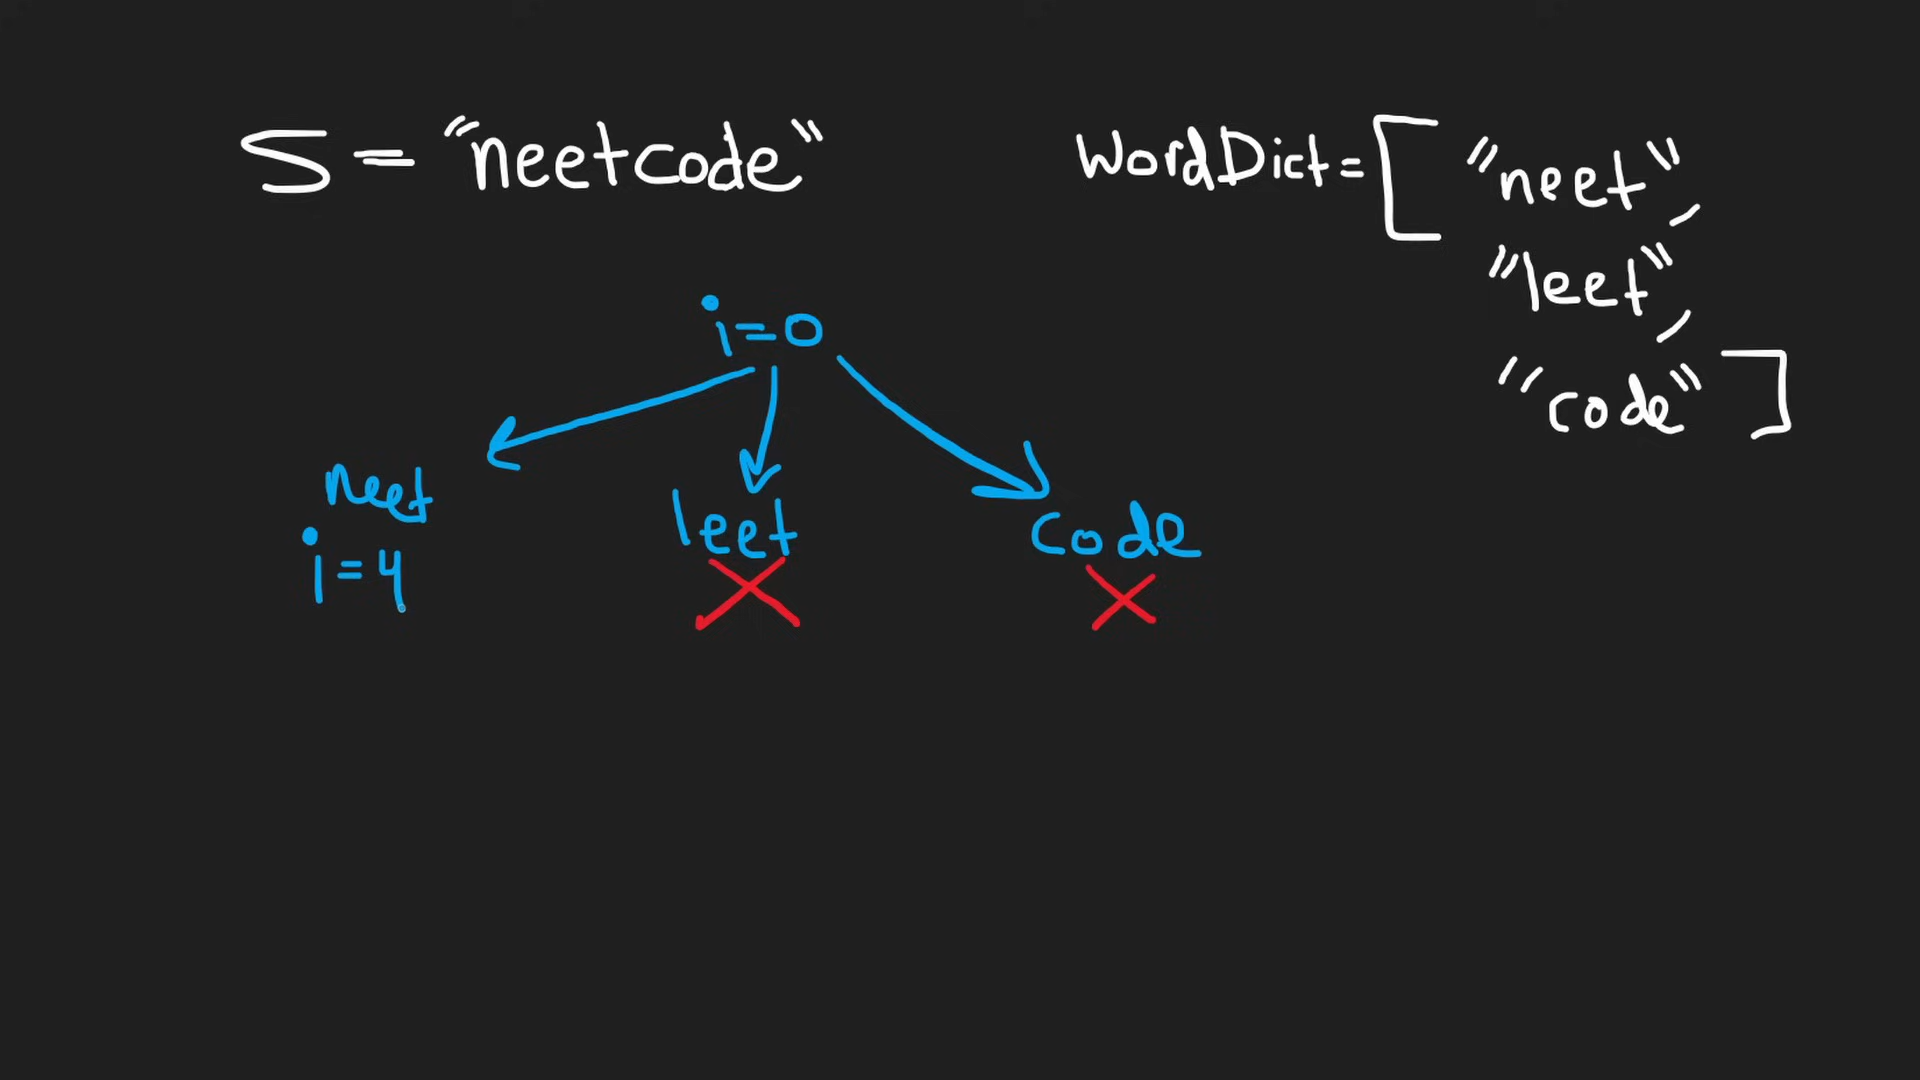 S = "neetcode"
WordDict = [ "neet",
"leet",
"code" ]
i=0
neet
i=4
leet
code